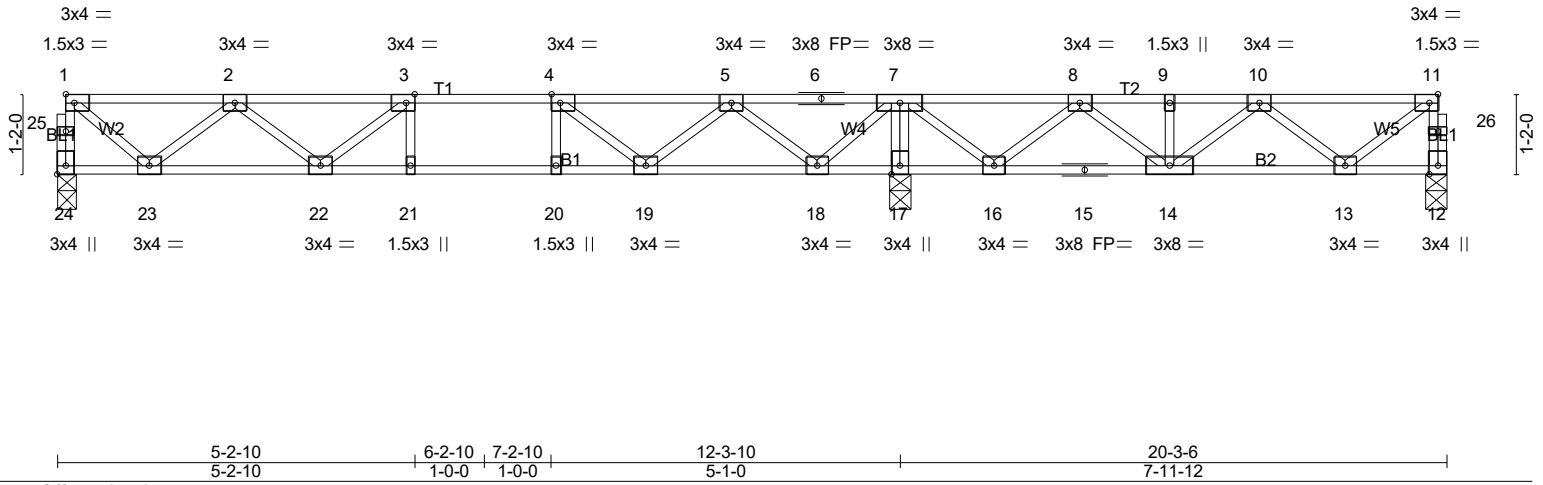 3x4 =
3x4 =
1.5x3 =
3x4 =
3x4 =
3x4 =
3x4 =
3x8 FP=
3x8 =
3x4 =
1.5x3 ||
3x4 =
1.5x3 =
1
2
3
4
5
6
7
8
9
10
11
T1
T2
1-2-0
25
BL1
W2
W4
W5
BL1
26
1-2-0
B1
B2
24
23
22
21
20
19
18
17
16
15
14
13
12
3x4 ||
3x4 =
3x4 =
1.5x3 ||
1.5x3 ||
3x4 =
3x4 =
3x4 ||
3x4 =
3x8 FP=
3x8 =
3x4 =
3x4 ||
5-2-10
6-2-10
7-2-10
12-3-10
20-3-6
5-2-10
1-0-0
1-0-0
5-1-0
7-11-12